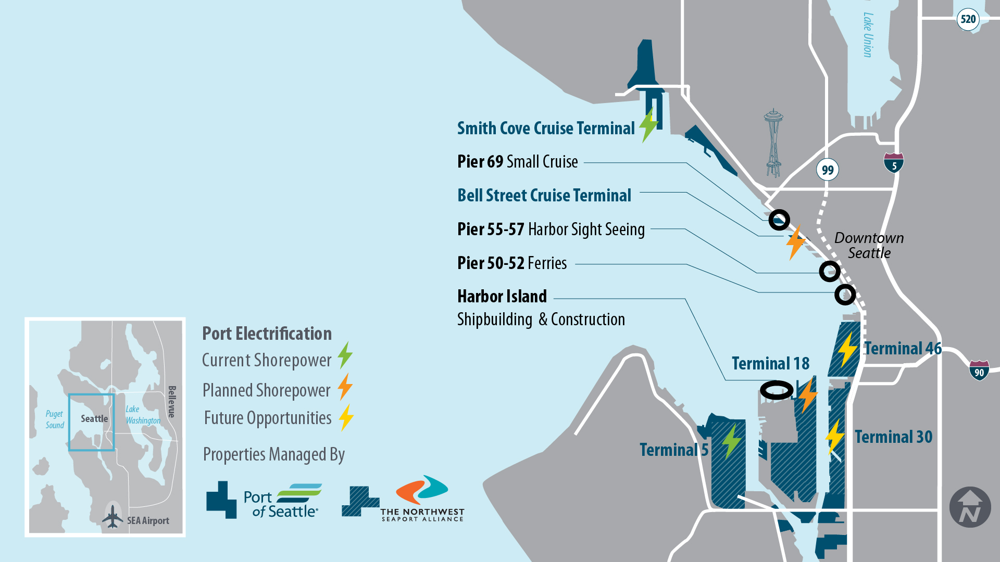 520
Lake Union
Smith Cove Cruise Terminal
Pier 69 Small Cruise
5
99
Bell Street Cruise Terminal
Pier 55-57 Harbor Sight Seeing
Downtown
Seattle
Pier 50-52 Ferries
Harbor Island
Shipbuilding & Construction
Terminal 46
Terminal 18
90
Terminal 30
Terminal 5
N
Port Electrification
Current Shorepower
Planned Shorepower
Future Opportunities
Properties Managed By
Port
of Seattle®
THE NORTHWEST
SEAPORT ALLIANCE
Bellevue
Puget
Sound
Seattle
Lake
Washington
SEA Airport